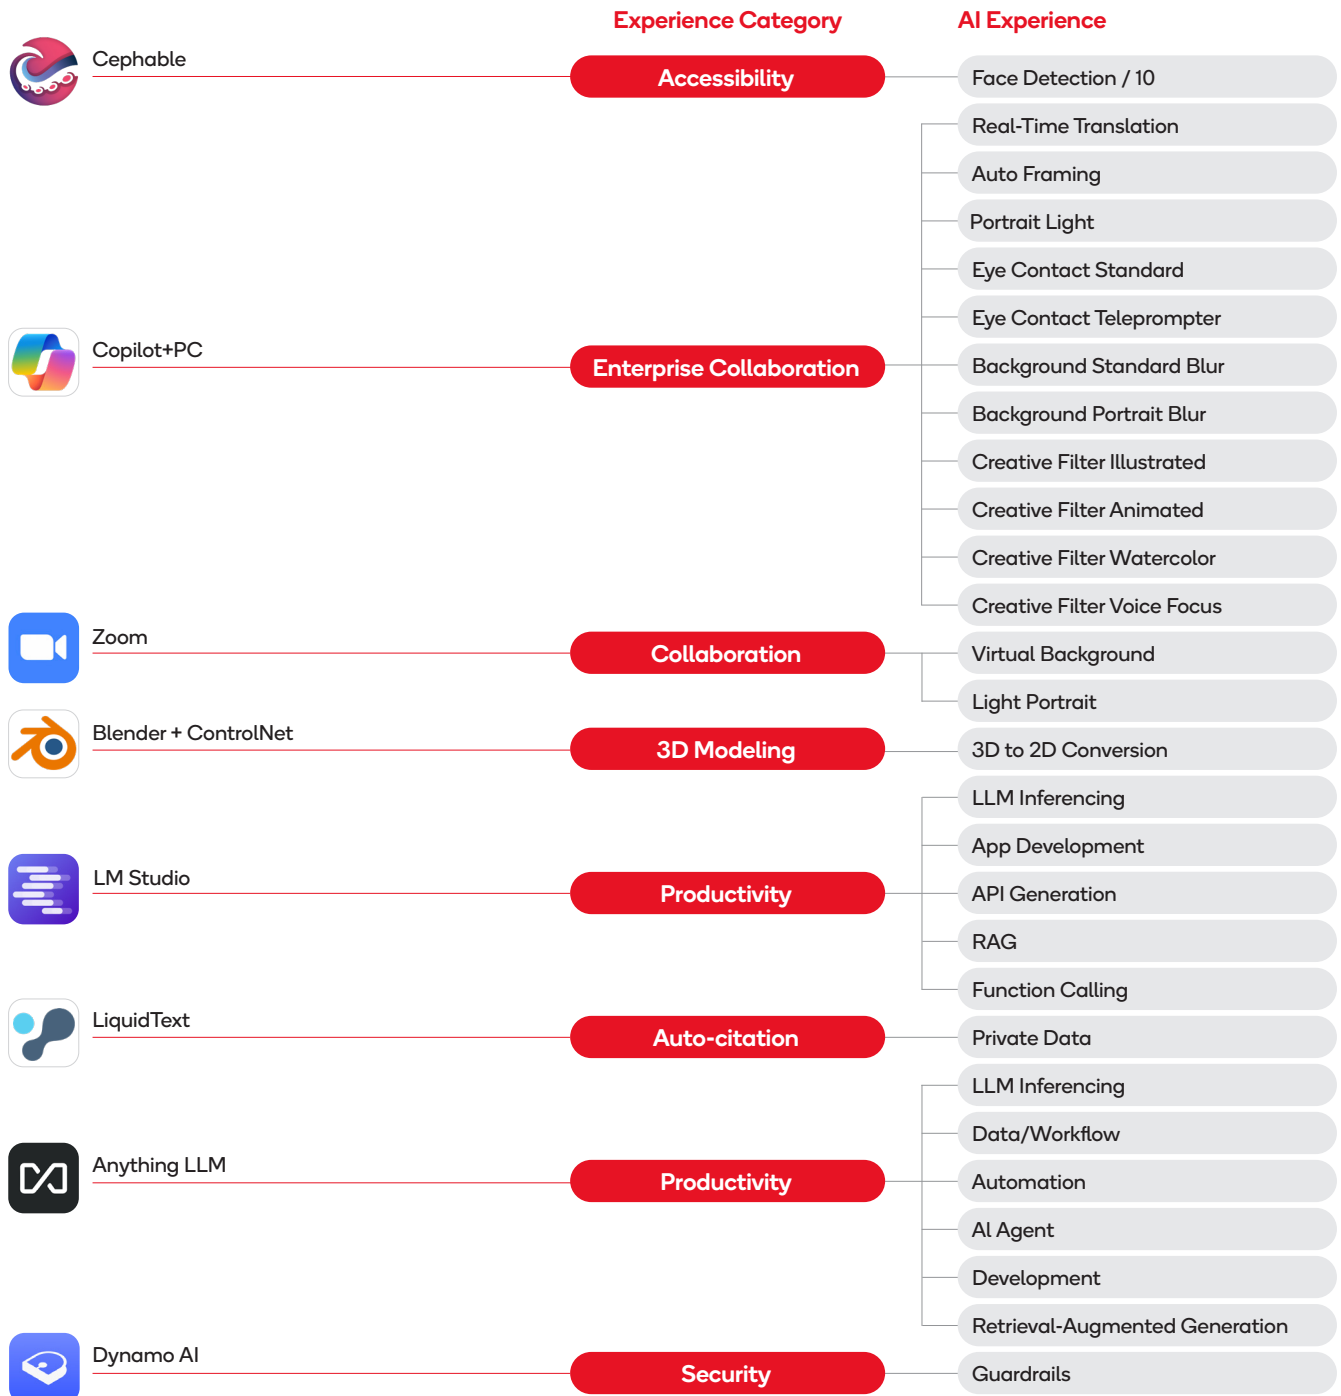 Experience Category
AI Experience
Cephable
Accessibility
Face Detection / 10
Copilot+PC
Enterprise Collaboration
Real-Time Translation
Auto Framing
Portrait Light
Eye Contact Standard
Eye Contact Teleprompter
Background Standard Blur
Background Portrait Blur
Creative Filter Illustrated
Creative Filter Animated
Creative Filter Watercolor
Creative Filter Voice Focus
Zoom
Collaboration
Virtual Background
Light Portrait
Blender + ControlNet
3D Modeling
3D to 2D Conversion
LM Studio
Productivity
LLM Inferencing
App Development
API Generation
RAG
Function Calling
LiquidText
Auto-citation
Private Data
Anything LLM
Productivity
LLM Inferencing
Data/Workflow
Automation
AI Agent
Development
Retrieval-Augmented Generation
Dynamo AI
Security
Guardrails